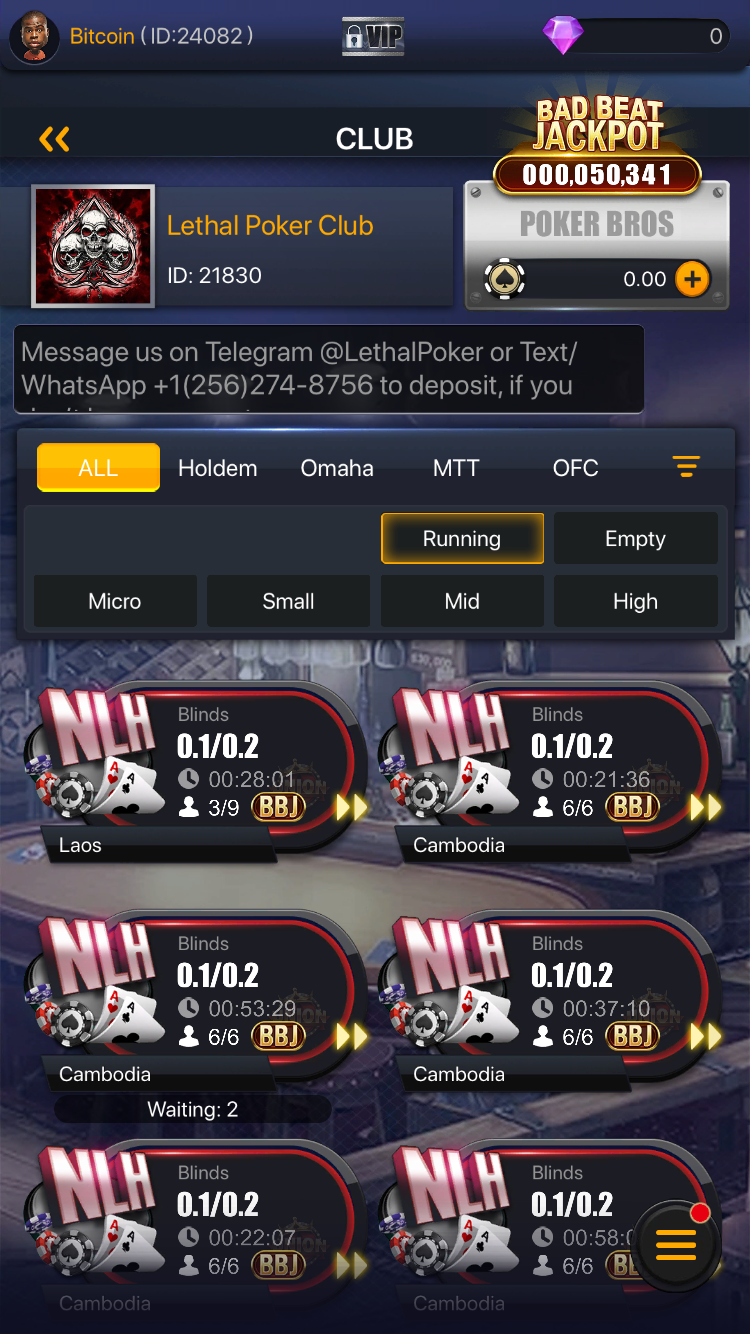 Bitcoin ( ID:24082 )
VIP
0
CLUB
BAD BEAT
JACKPOT
000,050,341
Lethal Poker Club
ID: 21830
POKER BROS
0.00
Message us on Telegram @LethalPoker or Text/
WhatsApp +1(256)274-8756 to deposit, if you
ALL Holdem Omaha MTT OFC
Running Empty
Micro Small Mid High
NLH
Blinds
0.1/0.2
00:28:01
3/9 BBJ
Laos
NLH
Blinds
0.1/0.2
00:21:36
6/6 BBJ
Cambodia
NLH
Blinds
0.1/0.2
00:53:29
6/6 BBJ
Cambodia
Waiting: 2
NLH
Blinds
0.1/0.2
00:37:10
6/6 BBJ
Cambodia
NLH
Blinds
0.1/0.2
00:22:07
6/6 BBJ
Cambodia
NLH
Blinds
0.1/0.2
00:58:0
6/6
Cambodia